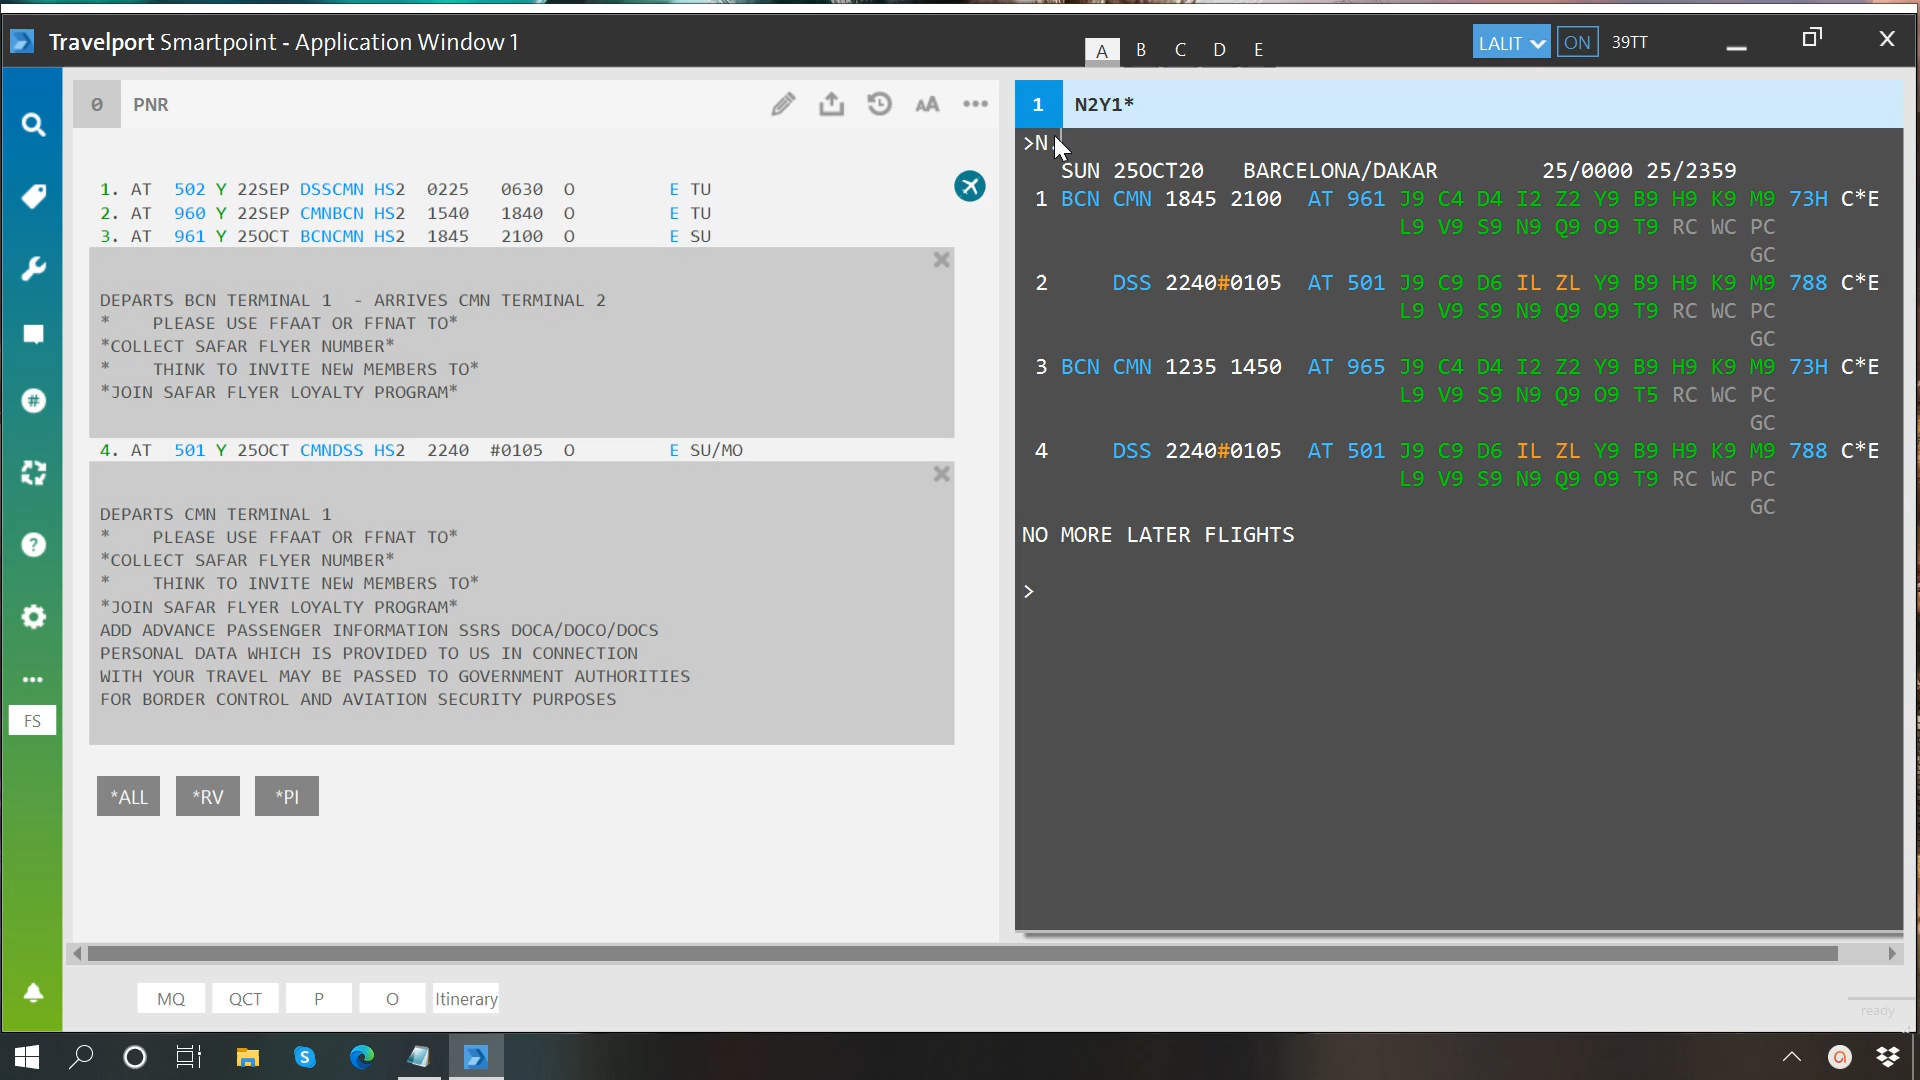 Travelport Smartpoint - Application Window 1
A B C D E
LALIT ON 39TT
0 PNR AA
1. AT 502 Y 22SEP DSSCMN HS2 0225 0630 O E TU
2. AT 960 Y 22SEP CMNBCN HS2 1540 1840 O E TU
3. AT 961 Y 25OCT BCNCMN HS2 1845 2100 O E SU
DEPARTS BCN TERMINAL 1 - ARRIVES CMN TERMINAL 2
* PLEASE USE FFAAT OR FFNAT TO*
*COLLECT SAFAR FLYER NUMBER*
* THINK TO INVITE NEW MEMBERS TO*
*JOIN SAFAR FLYER LOYALTY PROGRAM*
4. AT 501 Y 25OCT CMNDSS HS2 2240 #0105 O E SU/MO
DEPARTS CMN TERMINAL 1
* PLEASE USE FFAAT OR FFNAT TO*
*COLLECT SAFAR FLYER NUMBER*
* THINK TO INVITE NEW MEMBERS TO*
*JOIN SAFAR FLYER LOYALTY PROGRAM*
ADD ADVANCE PASSENGER INFORMATION SSRS DOCA/DOCO/DOCS
PERSONAL DATA WHICH IS PROVIDED TO US IN CONNECTION
WITH YOUR TRAVEL MAY BE PASSED TO GOVERNMENT AUTHORITIES
FOR BORDER CONTROL AND AVIATION SECURITY PURPOSES
*ALL *RV *PI
1 N2Y1*
>N
SUN 25OCT20 BARCELONA/DAKAR 25/0000 25/2359
1 BCN CMN 1845 2100 AT 961 J9 C4 D4 I2 Z2 Y9 B9 H9 K9 M9 73H C*E
L9 V9 S9 N9 Q9 O9 T9 RC WC PC
GC
2 DSS 2240#0105 AT 501 J9 C9 D6 IL ZL Y9 B9 H9 K9 M9 788 C*E
L9 V9 S9 N9 Q9 O9 T9 RC WC PC
GC
3 BCN CMN 1235 1450 AT 965 J9 C4 D4 I2 Z2 Y9 B9 H9 K9 M9 73H C*E
L9 V9 S9 N9 Q9 O9 T5 RC WC PC
GC
4 DSS 2240#0105 AT 501 J9 C9 D6 IL ZL Y9 B9 H9 K9 M9 788 C*E
L9 V9 S9 N9 Q9 O9 T9 RC WC PC
GC
NO MORE LATER FLIGHTS
>
FS
MQ QCT P O Itinerary
ready